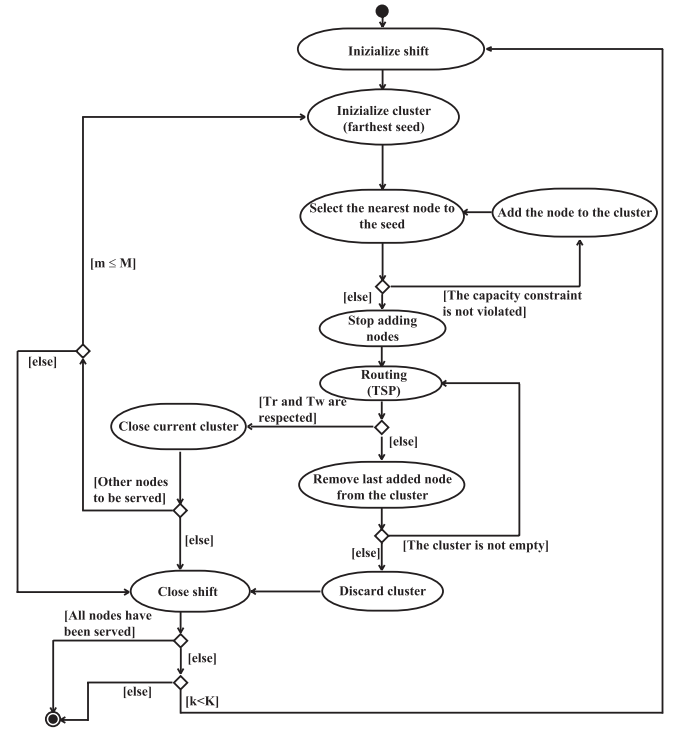 Inizialize shift
Inizialize cluster
(farthest seed)
Select the nearest node to
the seed
Add the node to the cluster
[m ≤ M]
[else]
[The capacity constraint
is not violated]
Stop adding
nodes
[else]
Routing
(TSP)
[Tr and Tw are
respected]
Close current cluster
[else]
[Other nodes
to be served]
Remove last added node
from the cluster
[else]
[else]
[The cluster is not empty]
Close shift
Discard cluster
[All nodes have
been served]
[else]
[else]
[k<K]